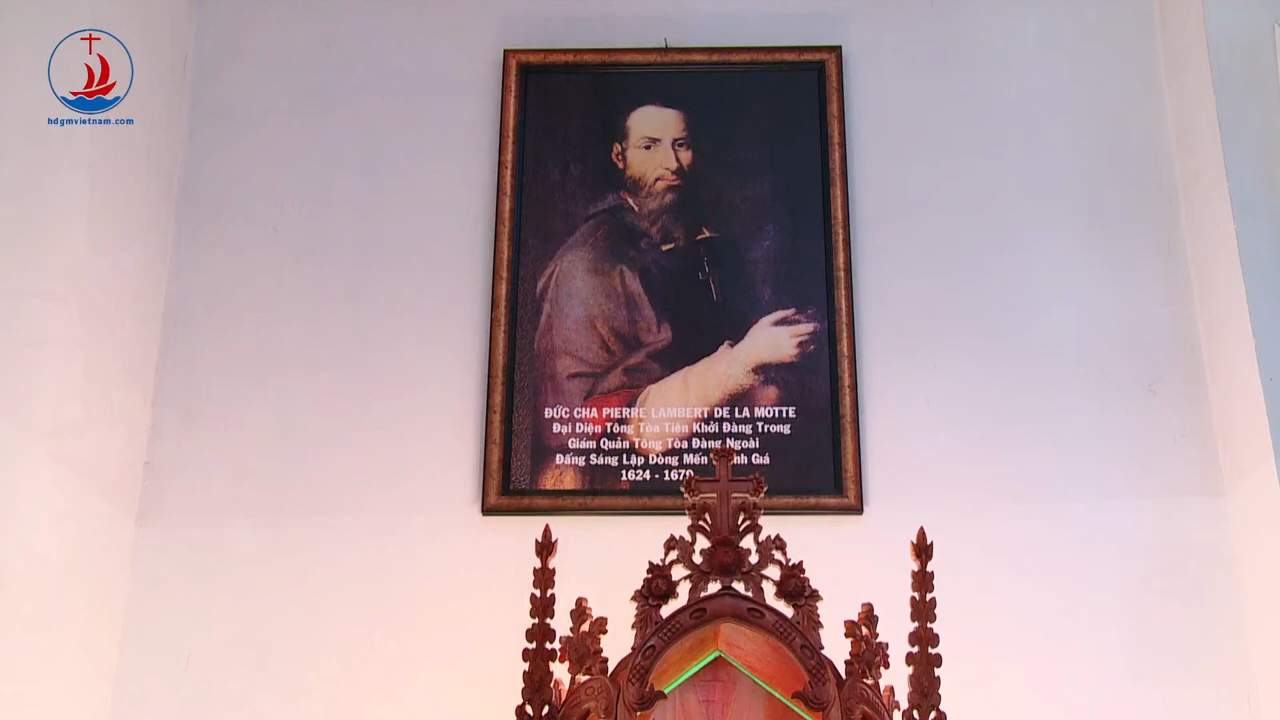 hdgmvietnam.com
ĐỨC CHA PIERRE LAMBERT DE LA MOTTE
Đại Diện Tông Tòa Tiên Khởi Đàng Trong
Giám Quản Tông Tòa Đàng Ngoài
Đấng Sáng Lập Dòng Mến Giá
1624 - 1679